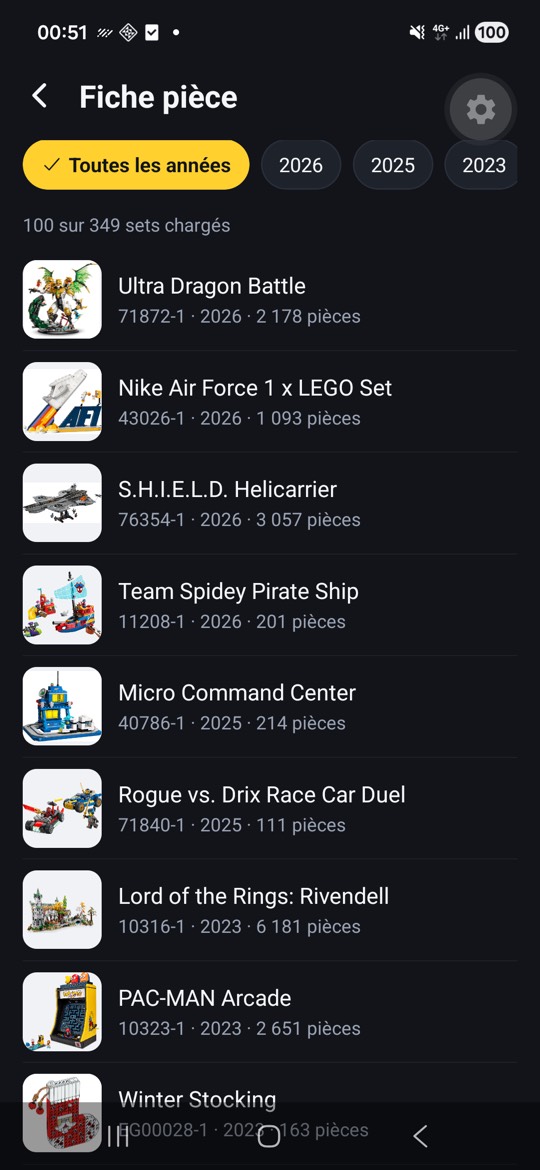 00:51
4G+
100
Fiche pièce
Toutes les années
2026
2025
2023
100 sur 349 sets chargés
Ultra Dragon Battle
71872-1 · 2026 · 2 178 pièces
Nike Air Force 1 x LEGO Set
43026-1 · 2026 · 1 093 pièces
AF1
S.H.I.E.L.D. Helicarrier
76354-1 · 2026 · 3 057 pièces
Team Spidey Pirate Ship
11208-1 · 2026 · 201 pièces
Micro Command Center
40786-1 · 2025 · 214 pièces
Rogue vs. Drix Race Car Duel
71840-1 · 2025 · 111 pièces
Lord of the Rings: Rivendell
10316-1 · 2023 · 6 181 pièces
PAC-MAN Arcade
10323-1 · 2023 · 2 651 pièces
Winter Stocking
EG00028-1 · 2023 · 163 pièces